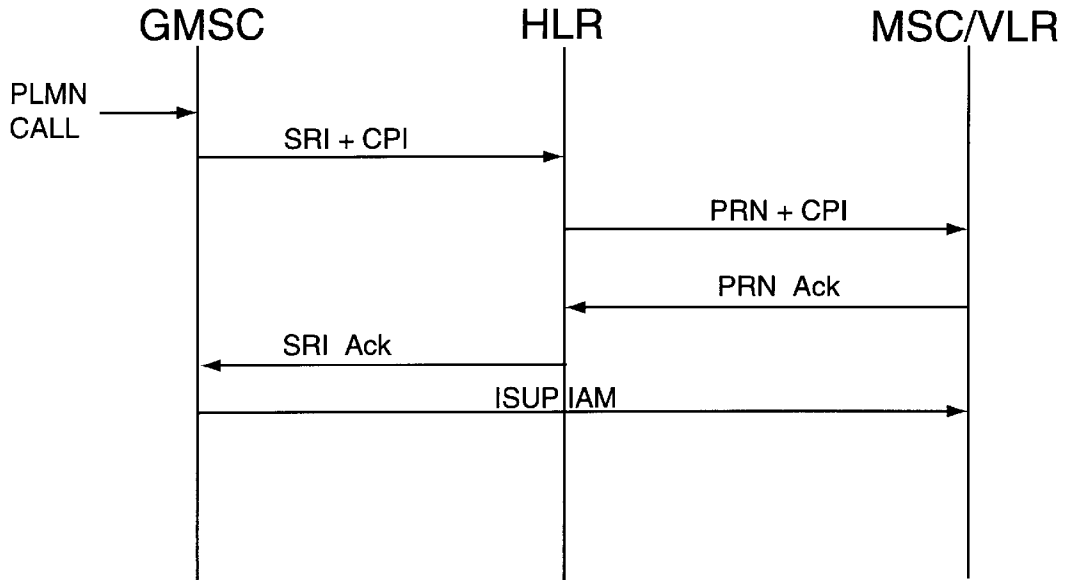 GMSC
HLR
MSC/VLR
PLMN
CALL
SRI + CPI
PRN + CPI
PRN Ack
SRI Ack
ISUP IAM